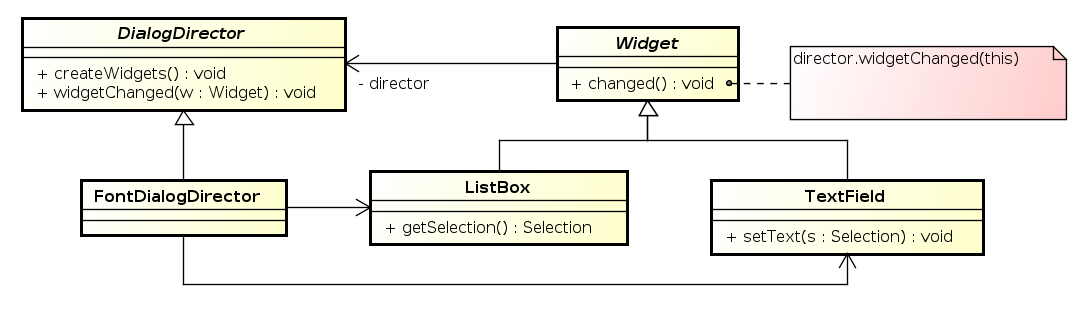 DialogDirector
+ createWidgets() : void
+ widgetChanged(w : Widget) : void
- director
Widget
+ changed() : void
director.widgetChanged(this)
FontDialogDirector
ListBox
+ getSelection() : Selection
TextField
+ setText(s : Selection) : void